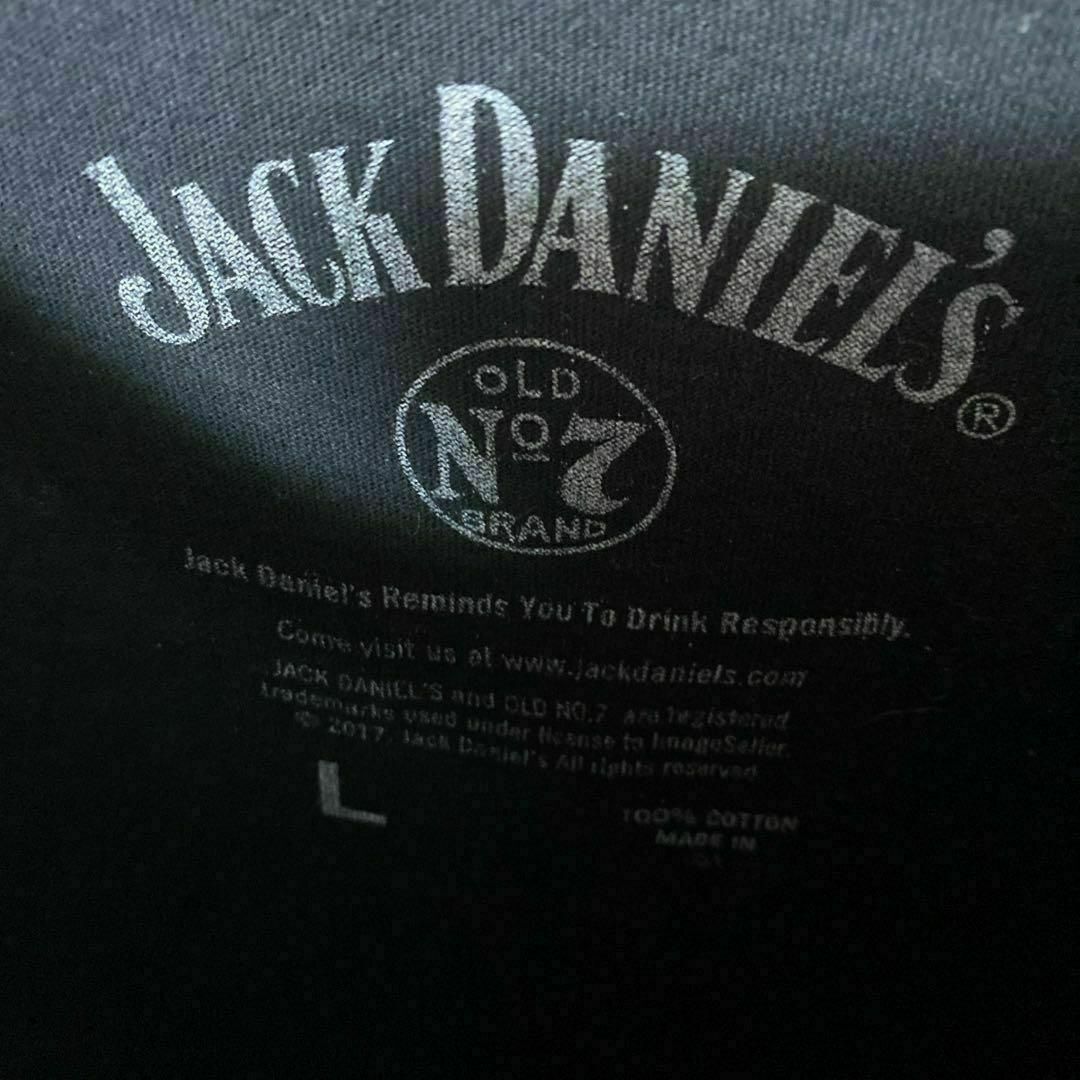 JACK DANIEL'S®
OLD
Nº 7
BRAND
Jack Daniel's Reminds You To Drink Responsibly.
Come visit us at www.jackdaniels.com
JACK DANIEL'S and OLD NO.7 are registered
trademarks used under license to ImageSeller.
© 2017. Jack Daniel's All rights reserved
L
100% COTTON
MADE IN